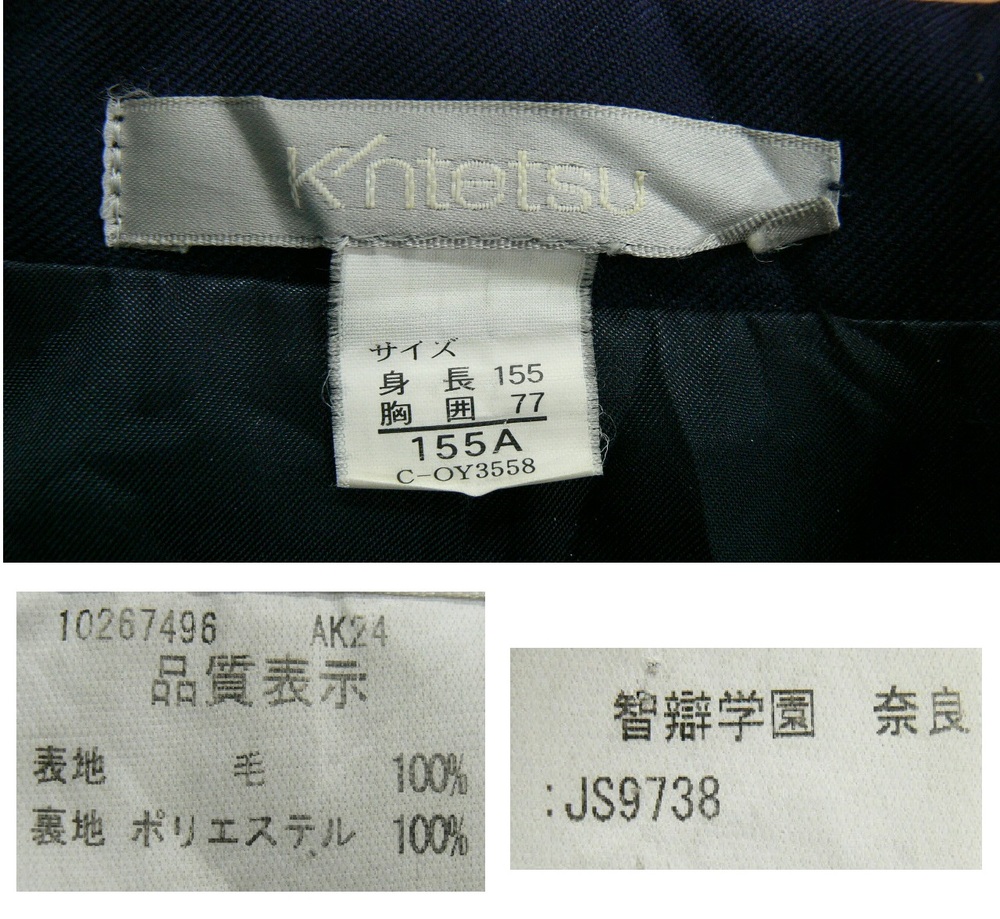 K'ntetsu
サイズ
身長 155
胸囲 77
155A
C-OY3558
10267496 AK24
品質表示
表地 毛 100%
裏地 ポリエステル 100%
智辯学園 奈良
:JS9738